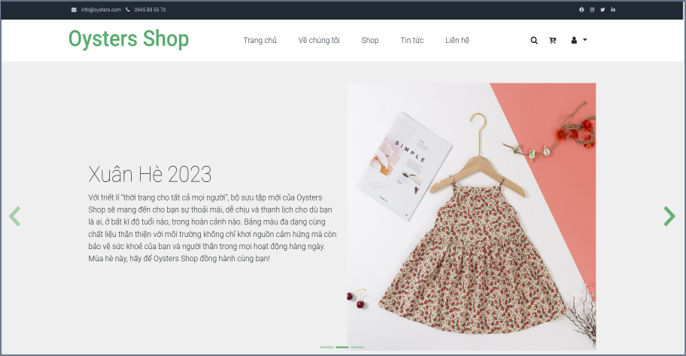 info@oysters.com 0945 88 55 70
Oysters Shop
Trang chủ Về chúng tôi Shop Tin tức Liên hệ
Xuân Hè 2023
Với triết lí "thời trang cho tất cả mọi người", bộ sưu tập mới của Oysters
Shop sẽ mang đến cho bạn sự thoải mái, dễ chịu và thanh lịch cho dù bạn
là ai, ở bất kì độ tuổi nào, trong hoàn cảnh nào. Bảng màu đa dạng cùng
chất liệu thân thiện với môi trường không chỉ khơi nguồn cảm hứng mà còn
bảo vệ sức khoẻ của bạn và người thân trong mọi hoạt động hàng ngày.
Mùa hè này, hãy để Oysters Shop đồng hành cùng bạn!
SIMPLE